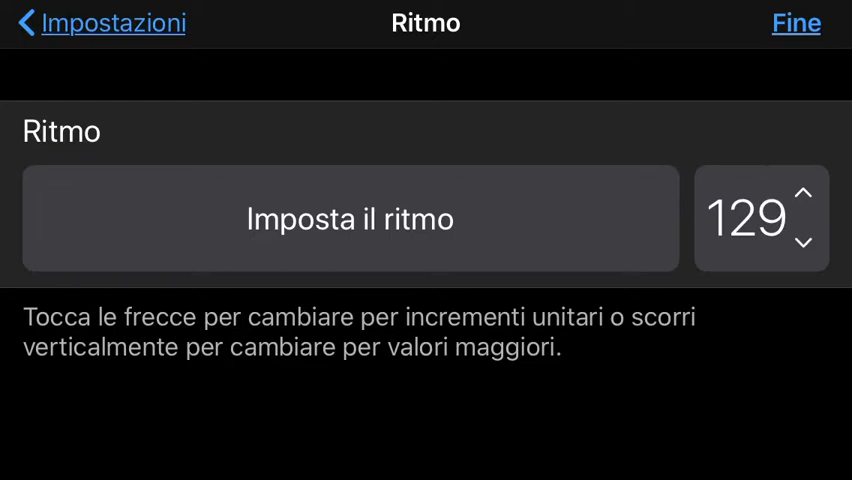 Impostazioni
Ritmo
Fine
Ritmo
Imposta il ritmo
129
Tocca le frecce per cambiare per incrementi unitari o scorri
verticalmente per cambiare per valori maggiori.